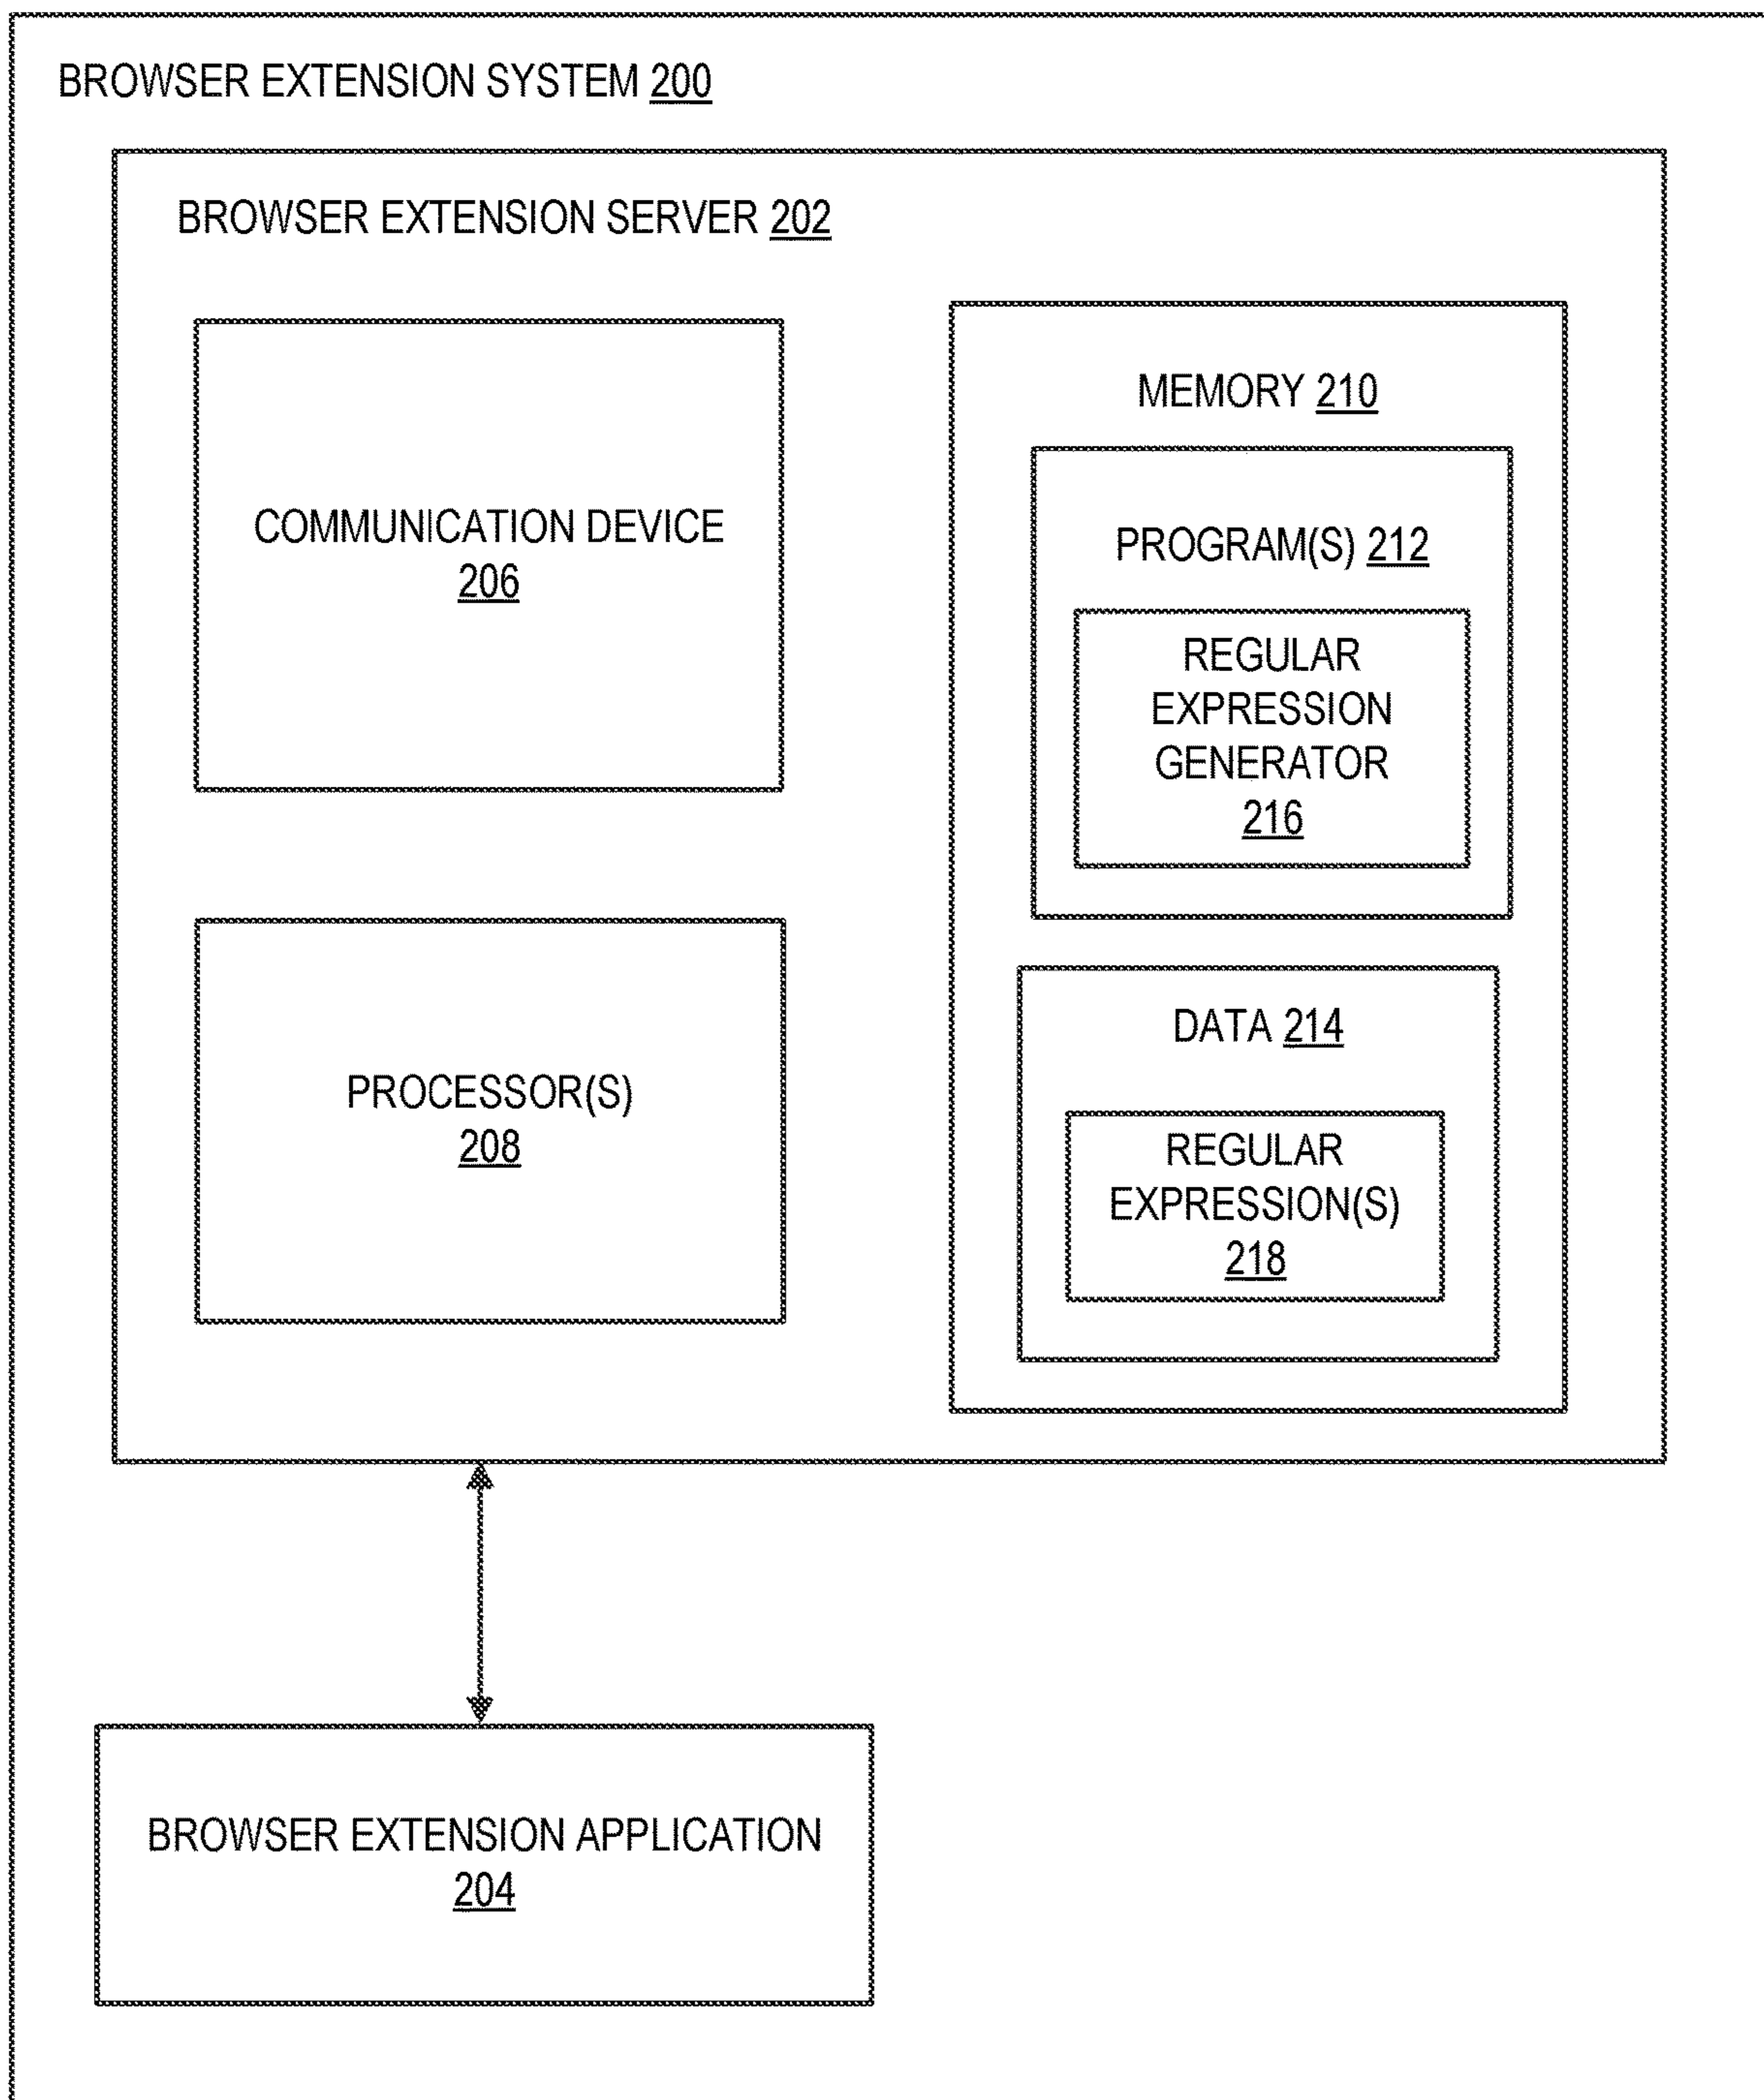 BROWSER EXTENSION SYSTEM 200
BROWSER EXTENSION SERVER 202
COMMUNICATION DEVICE
206
PROCESSOR(S)
208
MEMORY 210
PROGRAM(S) 212
REGULAR
EXPRESSION
GENERATOR
216
DATA 214
REGULAR
EXPRESSION(S)
218
BROWSER EXTENSION APPLICATION
204